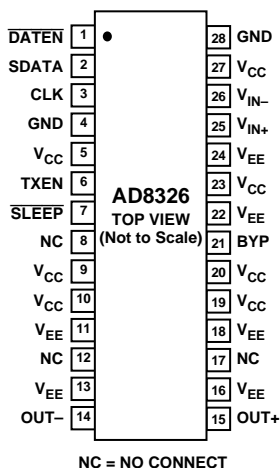 DATEN 1 28 GND
SDATA 2 27 VCC
CLK 3 26 VIN–
GND 4 25 VIN+
VCC 5 24 VEE
TXEN 6 23 VCC
SLEEP 7 22 VEE
NC 8 21 BYP
VCC 9 20 VCC
VCC 10 19 VCC
VEE 11 18 VEE
NC 12 17 NC
VEE 13 16 VEE
OUT– 14 15 OUT+
AD8326
TOP VIEW
(Not to Scale)
NC = NO CONNECT